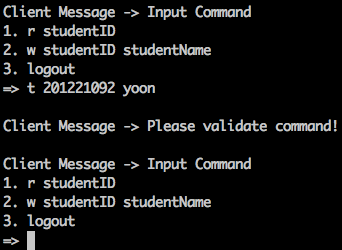 Client Message -> Input Command
1. r studentID
2. w studentID studentName
3. logout
=> t 201221092 yoon
Client Message -> Please validate command!
Client Message -> Input Command
1. r studentID
2. w studentID studentName
3. logout
=>